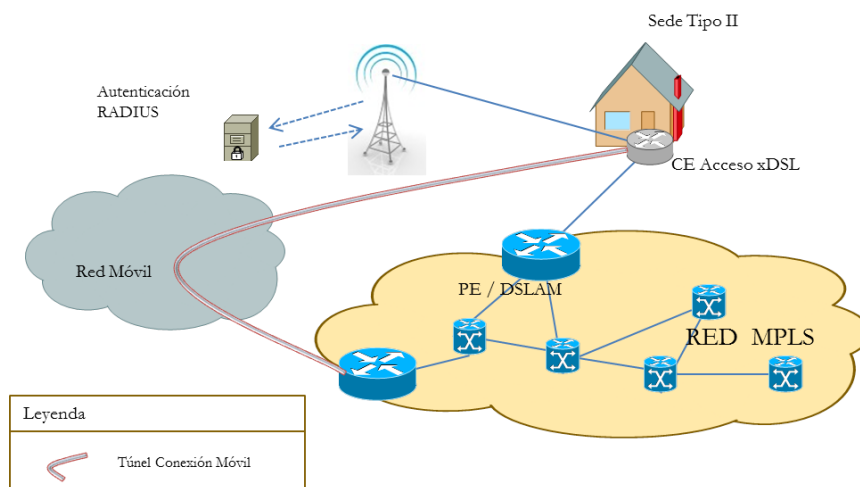 Sede Tipo II
Autenticación
RADIUS
CE Acceso xDSL
Red Móvil
PE / DSLAM
RED MPLS
Leyenda
Túnel Conexión Móvil